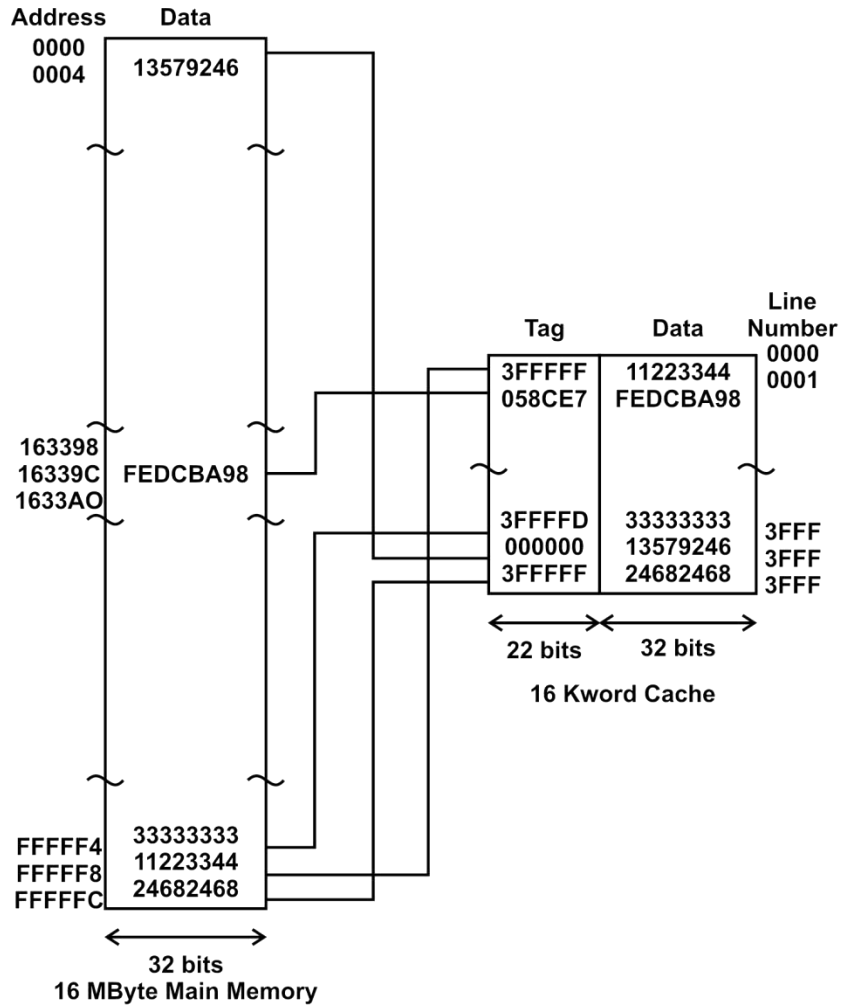 Address Data
0000
0004 13579246
Line
Number
Tag Data
0000
3FFFFF 11223344
0001
058CE7 FEDCBA98
163398
16339C FEDCBA98
1633AO
3FFFFD 33333333 3FFF
000000 13579246 3FFF
3FFFFF 24682468 3FFF
22 bits 32 bits
16 Kword Cache
FFFFF4 33333333
FFFFF8 11223344
FFFFFC 24682468
32 bits
16 MByte Main Memory